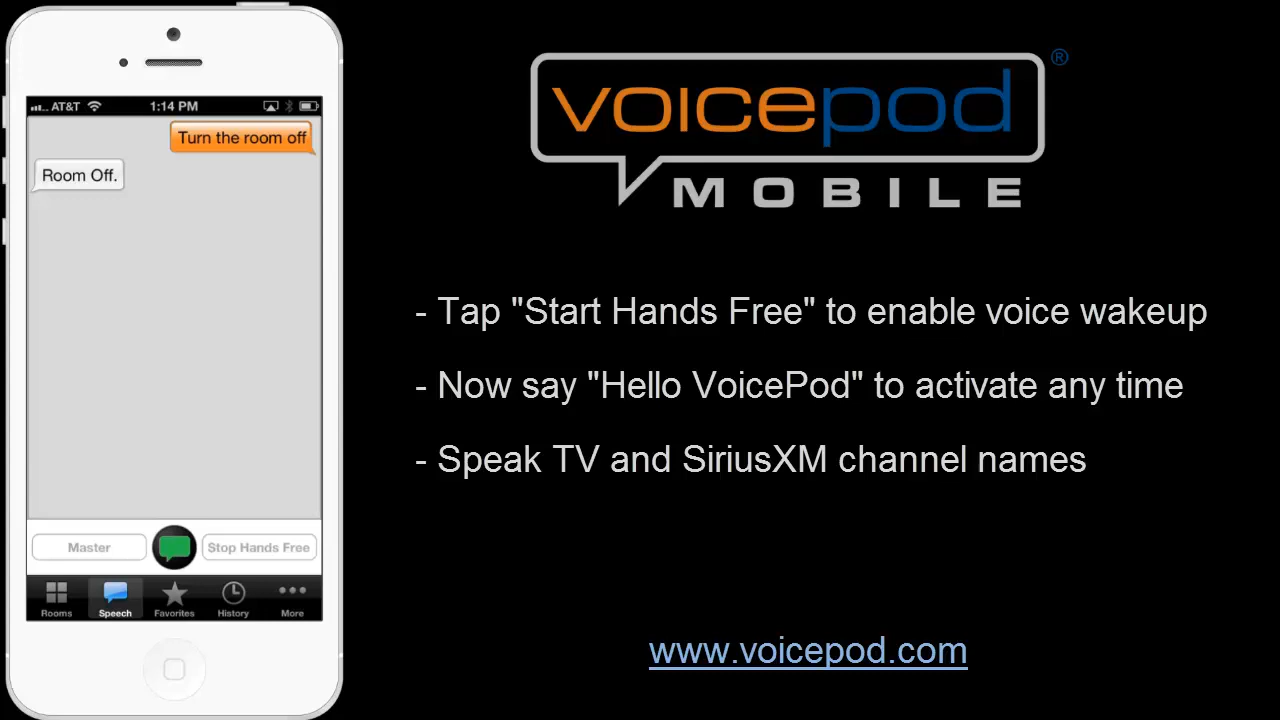 AT&T 1:14 PM
Turn the room off
Room Off.
Master
Stop Hands Free
Rooms Speech Favorites History More
voicepod®
MOBILE
- Tap "Start Hands Free" to enable voice wakeup
- Now say "Hello VoicePod" to activate any time
- Speak TV and SiriusXM channel names
www.voicepod.com